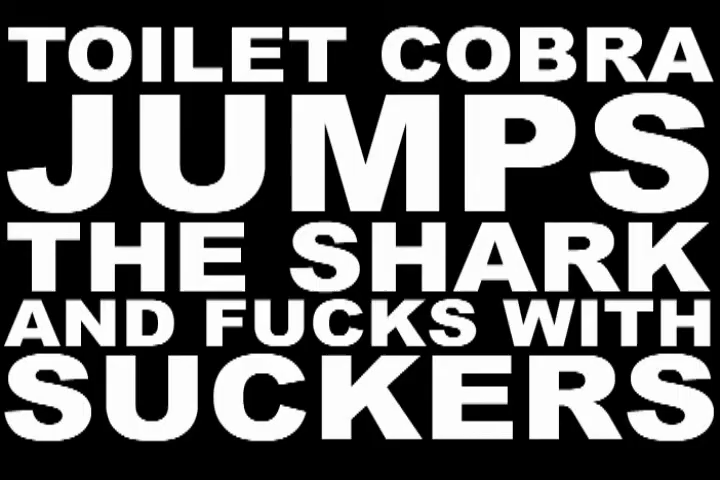 TOILET COBRA
JUMPS
THE SHARK
AND FUCKS WITH
SUCKERS